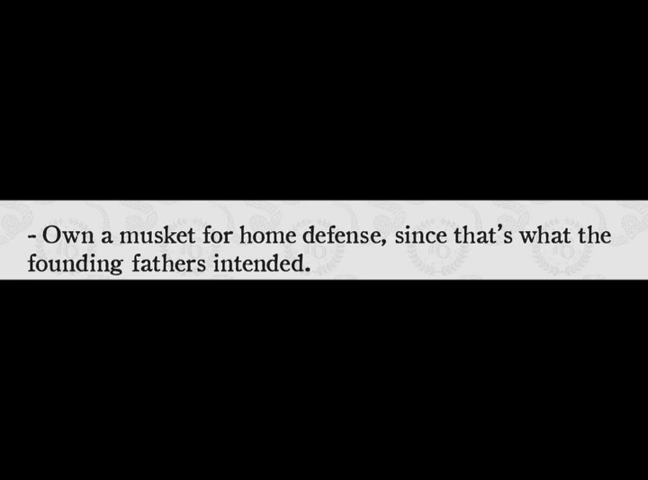 - Own a musket for home defense, since that's what the
founding fathers intended.